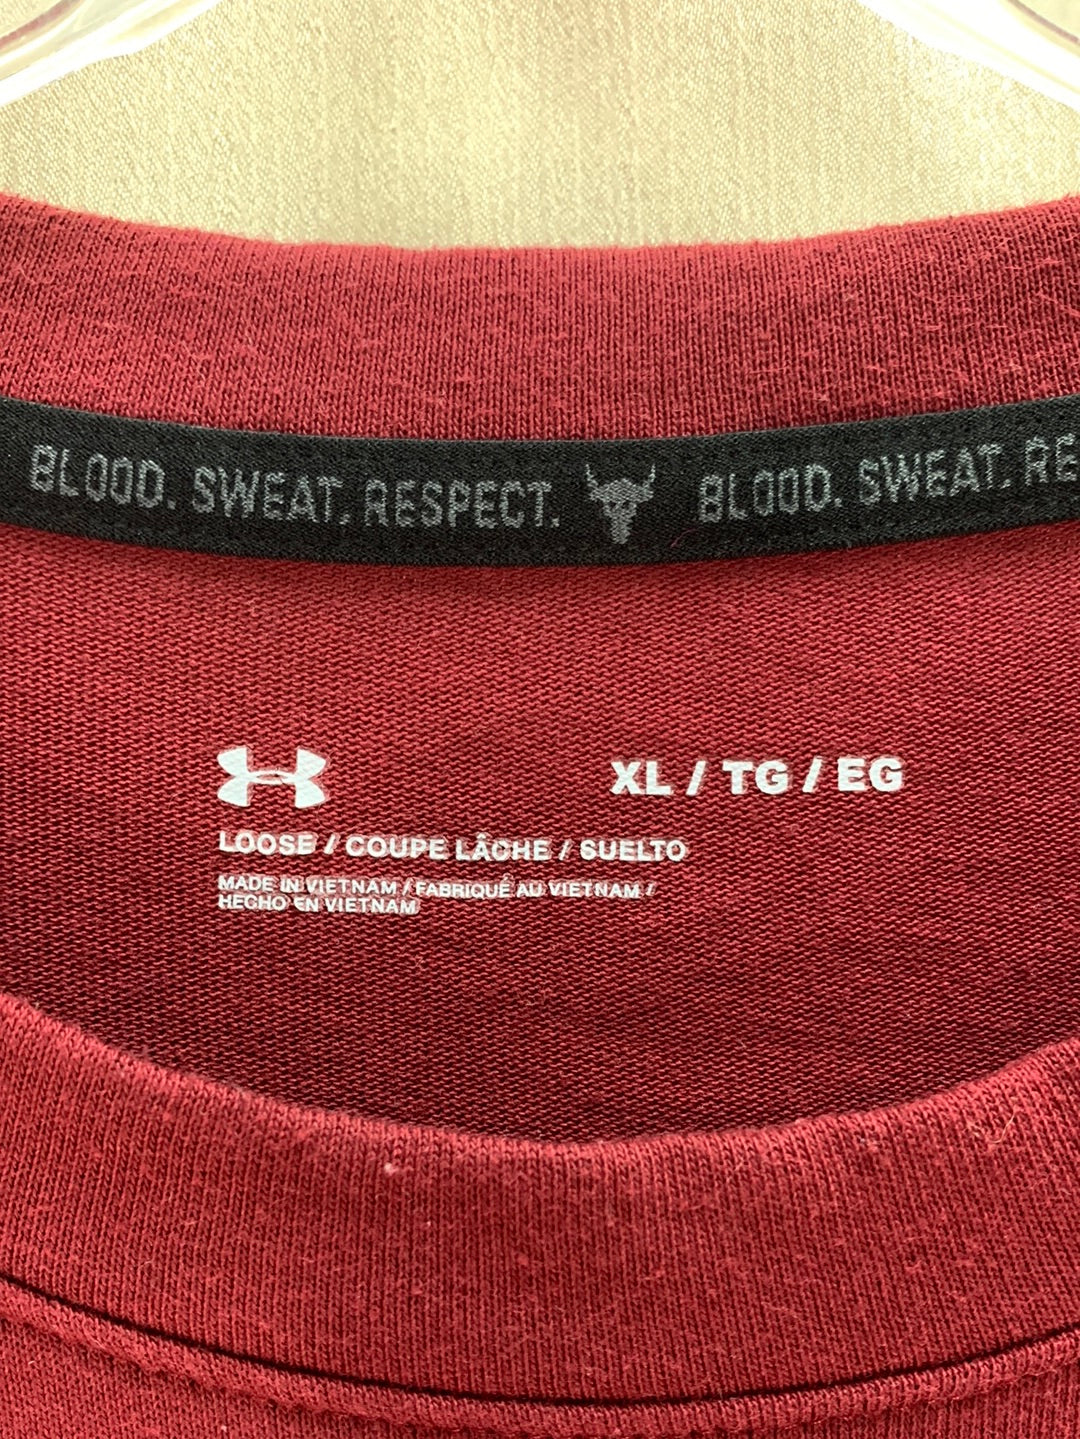 BLOOD. SWEAT. RESPECT. BLOOD. SWEAT. RE
XL / TG / EG
LOOSE / COUPE LÂCHE / SUELTO
MADE IN VIETNAM / FABRIQUÉ AU VIETNAM /
HECHO EN VIETNAM